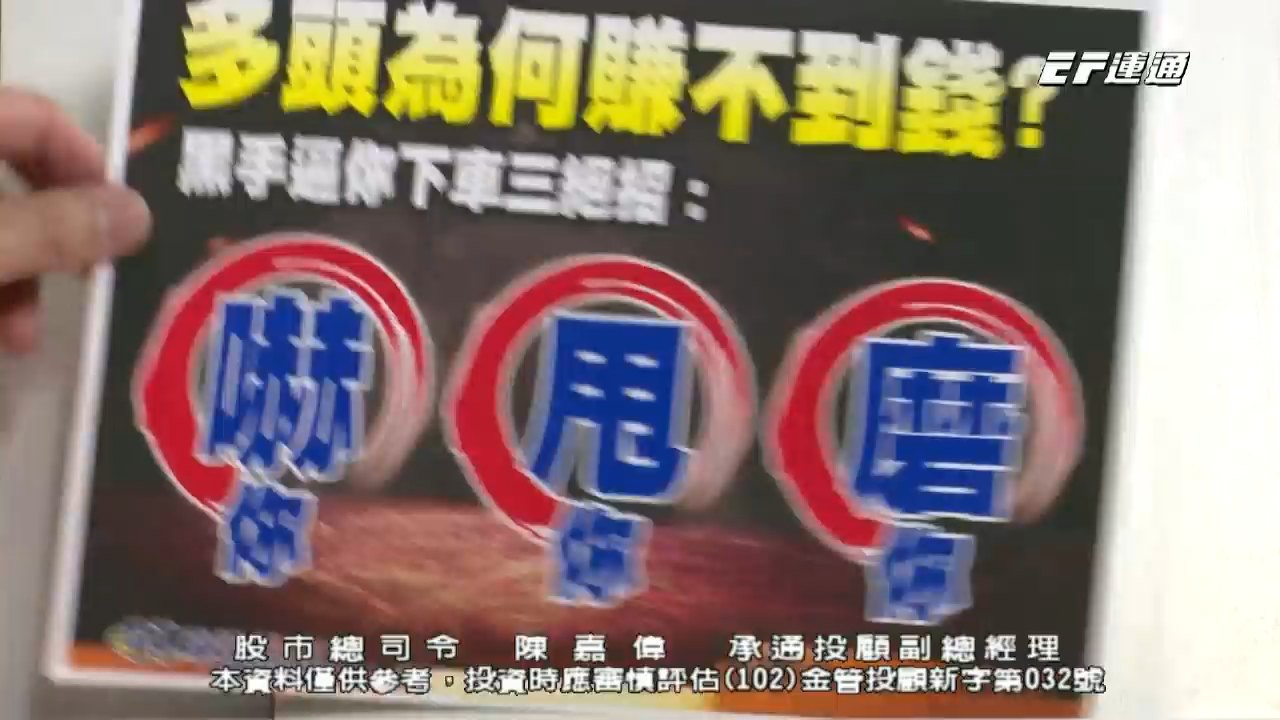 多頭為何賺不到錢?
EF運通
黑手逼你下車三絕招：
嚇你
甩你
磨你
股市總司令 陳嘉偉 承通投顧副總經理
本資料僅供參考，投資時應審慎評估(102)金管投顧新字第032號